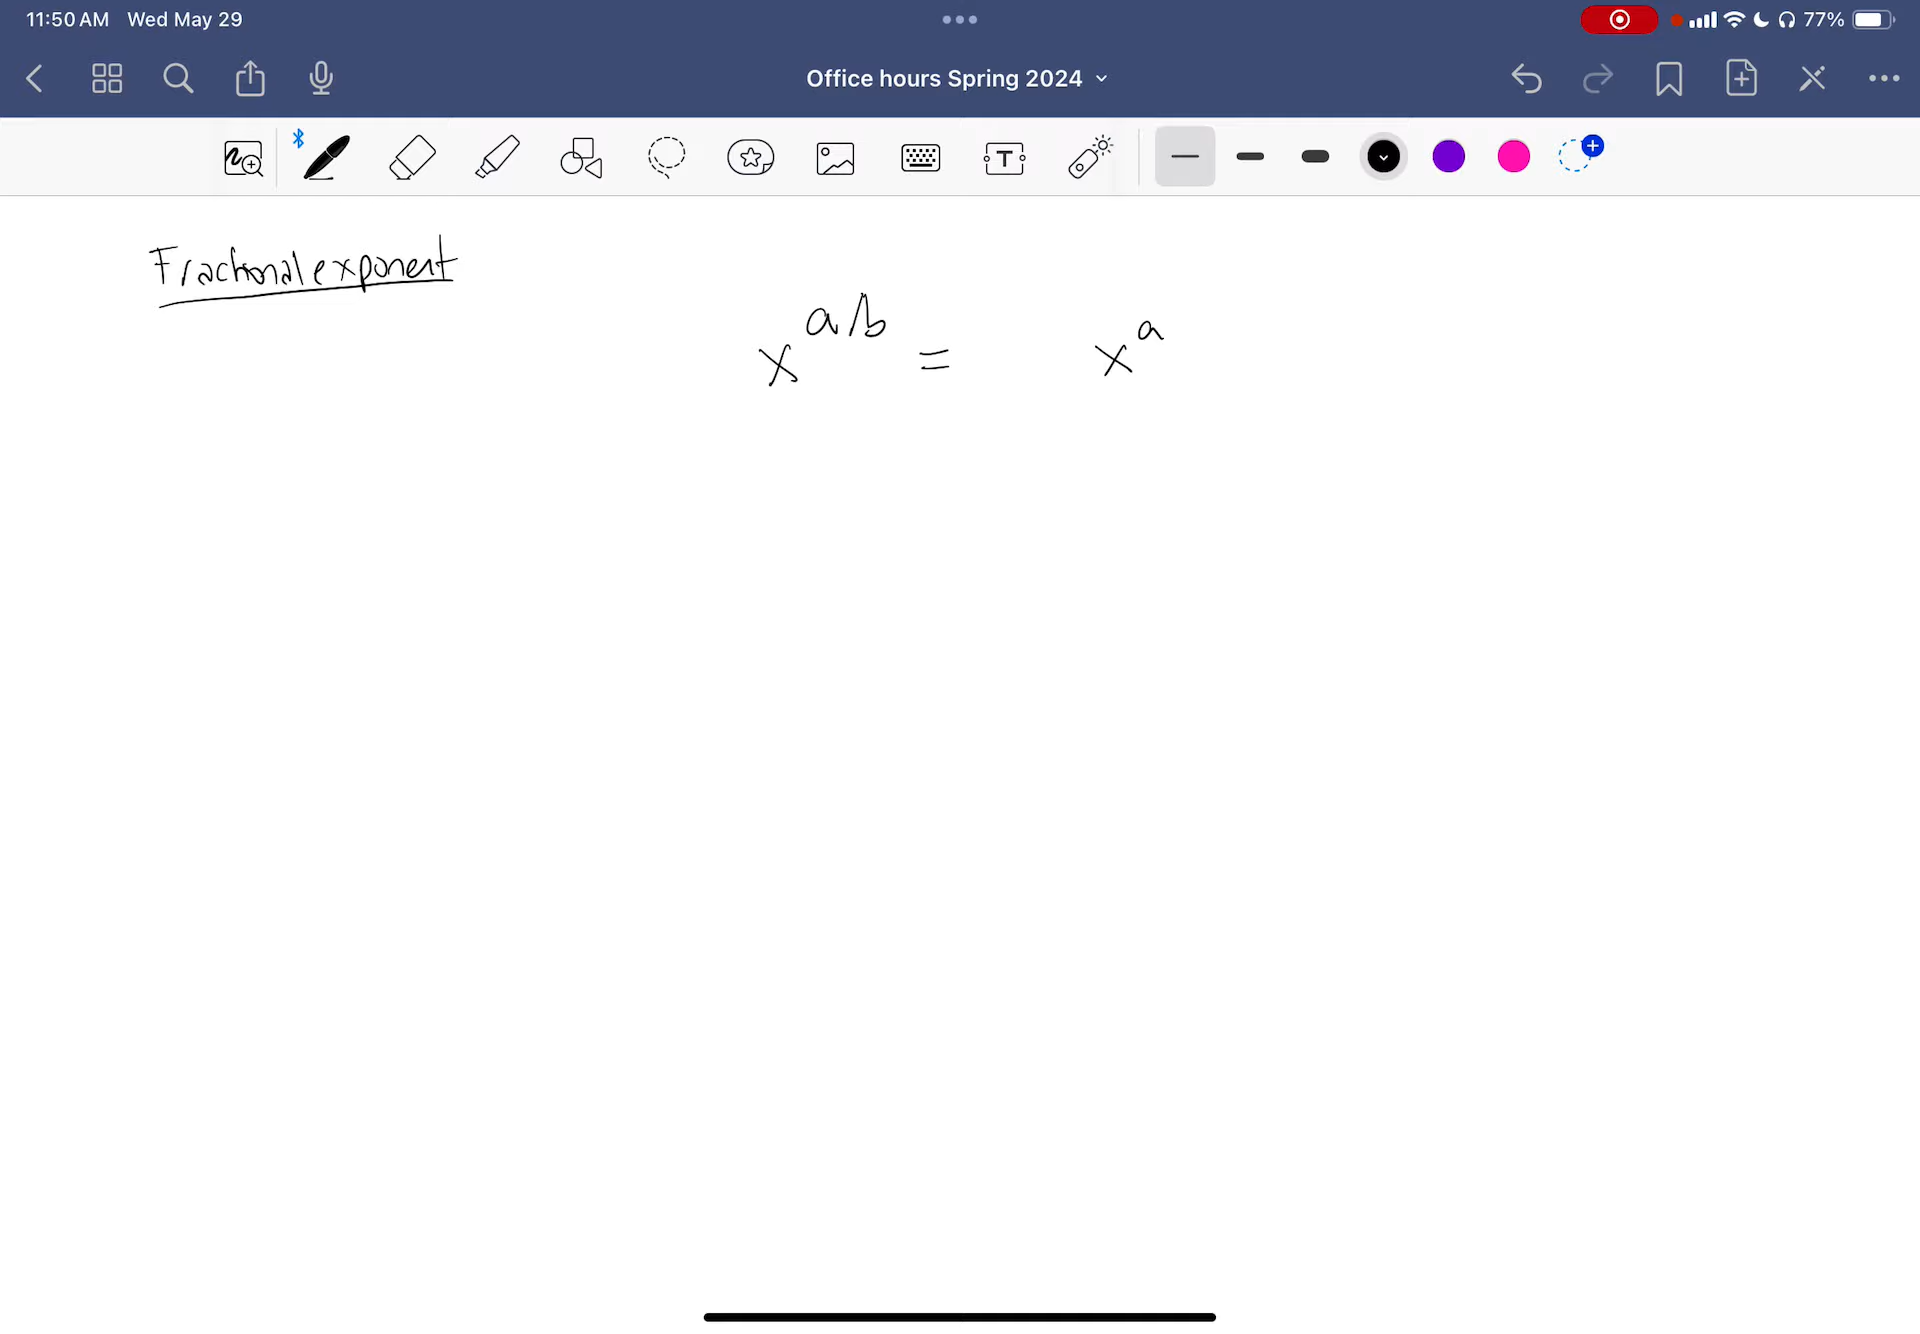 11:50 AM Wed May 29 77%
Office hours Spring 2024
T
Fractional exponent
x^{a/b} = x^a